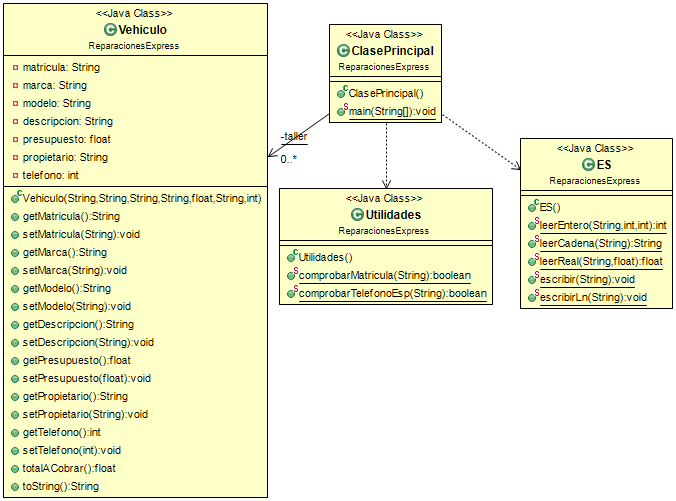 <<Java Class>>
Vehiculo
ReparacionesExpress
matricula: String
marca: String
modelo: String
descripcion: String
presupuesto: float
propietario: String
telefono: int
Vehiculo(String,String,String,String,float,String,int)
getMatricula():String
setMatricula(String):void
getMarca():String
setMarca(String):void
getModelo():String
setModelo(String):void
getDescripcion():String
setDescripcion(String):void
getPresupuesto():float
setPresupuesto(float):void
getPropietario():String
setPropietario(String):void
getTelefono():int
setTelefono(int):void
totalACobrar():float
toString():String
<<Java Class>>
ClasePrincipal
ReparacionesExpress
ClasePrincipal()
main(String[]):void
-taller
0..*
<<Java Class>>
Utilidades
ReparacionesExpress
Utilidades()
comprobarMatricula(String):boolean
comprobarTelefonoEsp(String):boolean
<<Java Class>>
ES
ReparacionesExpress
ES()
leerEntero(String,int,int):int
leerCadena(String):String
leerReal(String,float):float
escribir(String):void
escribirLn(String):void